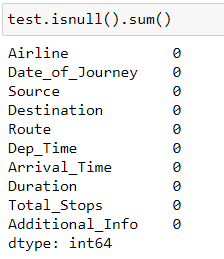 test.isnull().sum()
Airline 0
Date_of_Journey 0
Source 0
Destination 0
Route 0
Dep_Time 0
Arrival_Time 0
Duration 0
Total_Stops 0
Additional_Info 0
dtype: int64